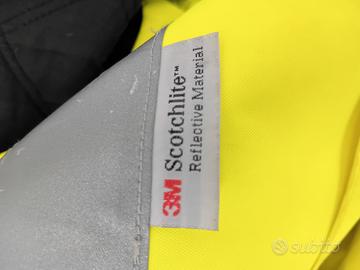 3M Scotchlite™
Reflective Material
subito